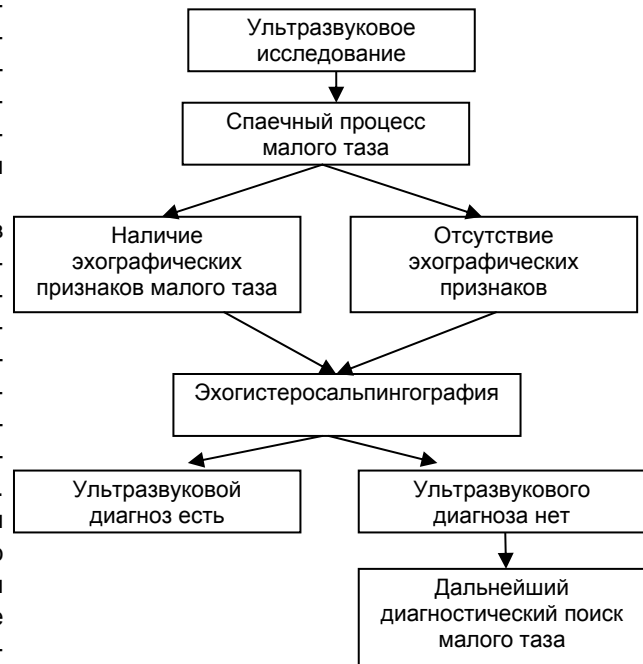 Ультразвуковое
исследование
Спаечный процесс
малого таза
Наличие
эхографических
признаков малого таза
Отсутствие
эхографических
признаков
Эхогистеросальпингография
Ультразвуковой
диагноз есть
Ультразвукового
диагноза нет
Дальнейший
диагностический поиск
малого таза